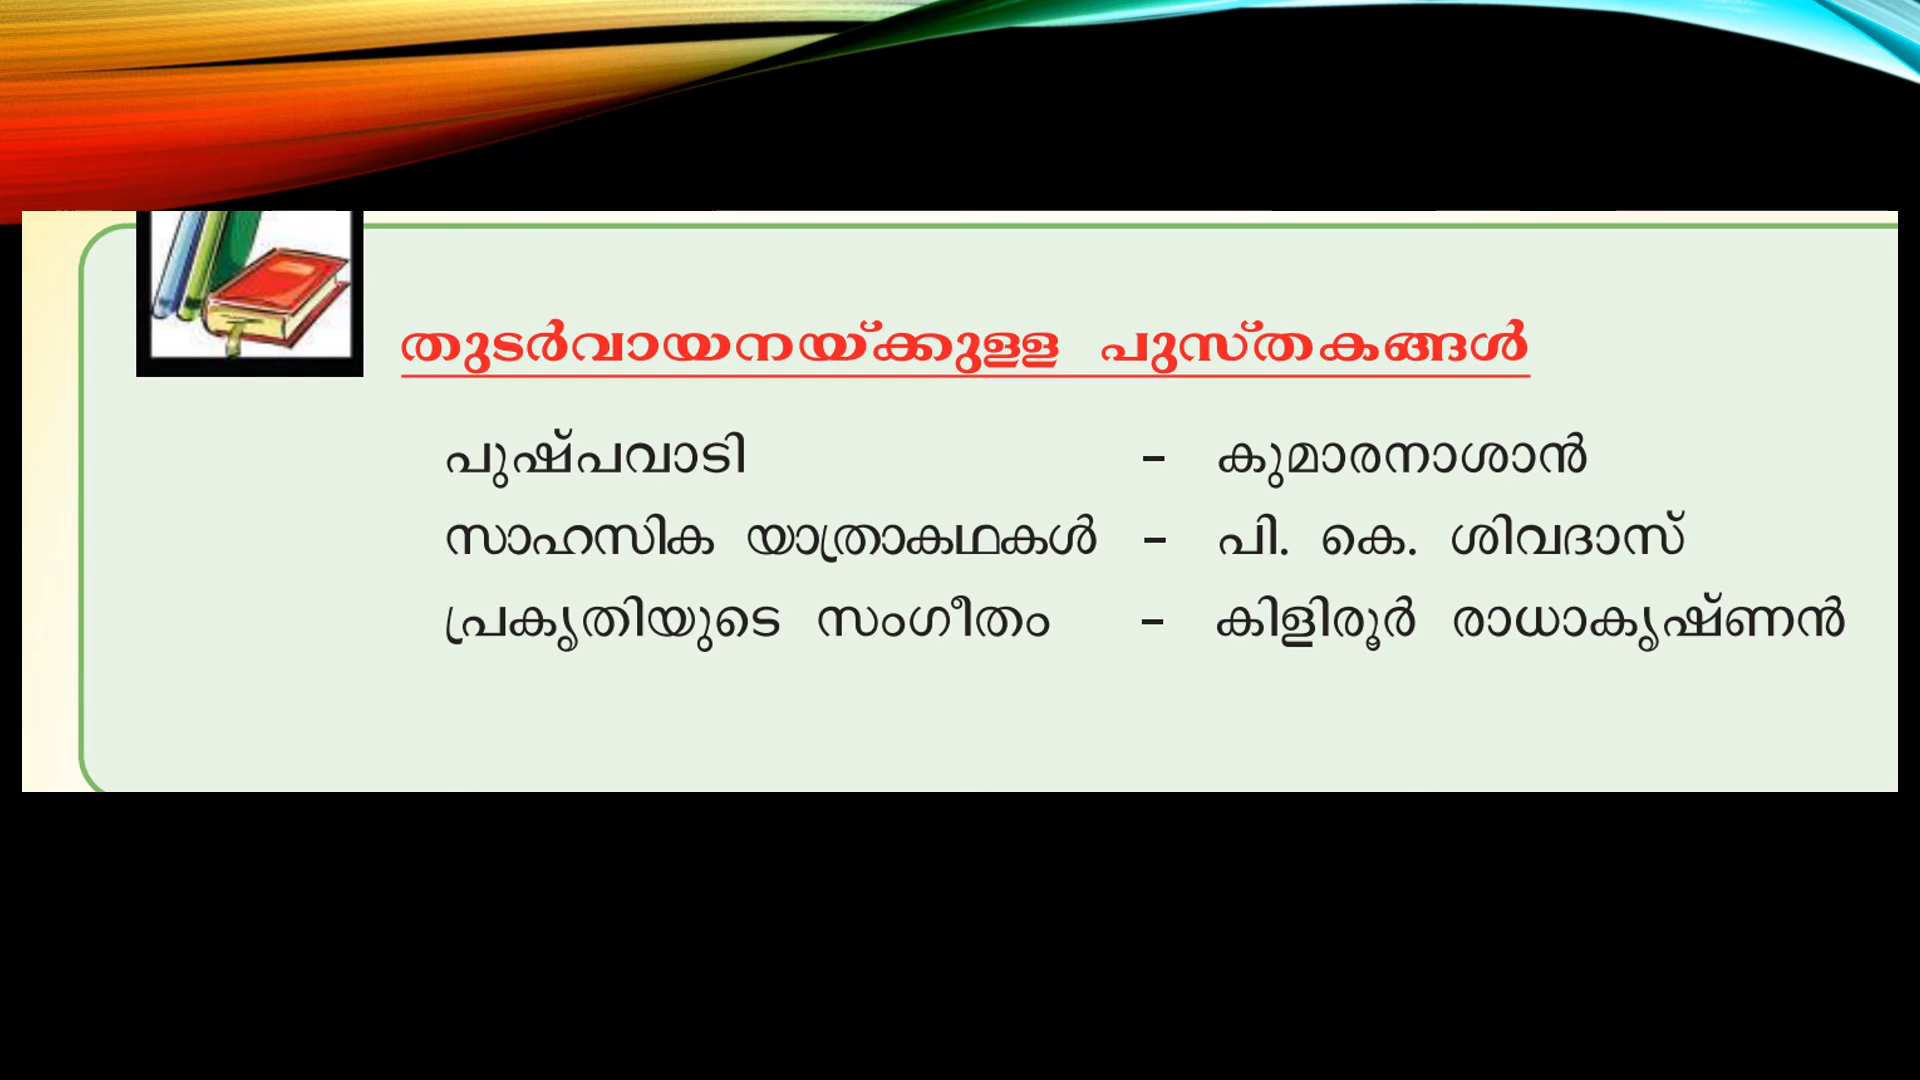 തുടർവായനയ്ക്കുള്ള പുസ്തകങ്ങൾ
പുഷ്പവാടി – കുമാരനാശാൻ
സാഹസിക യാത്രാകഥകൾ – പി. കെ. ശിവദാസ്
പ്രകൃതിയുടെ സംഗീതം – കിളിരൂർ രാധാകൃഷ്ണൻ